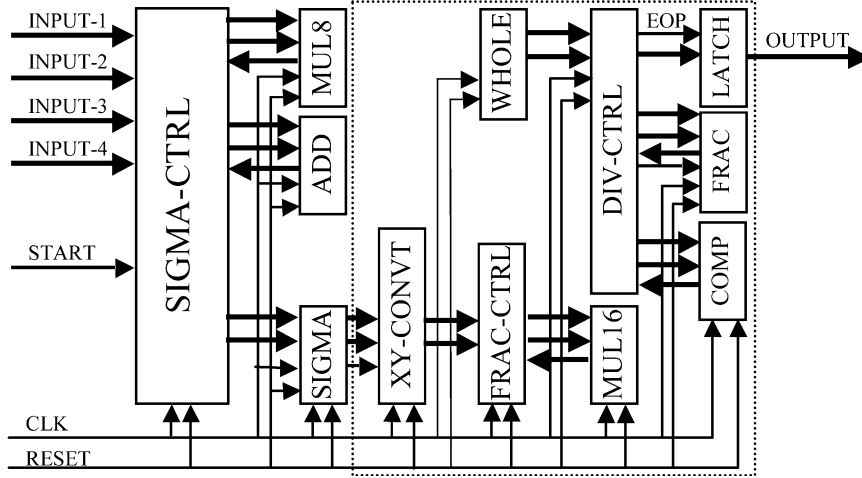 INPUT-1
INPUT-2
INPUT-3
INPUT-4
START
CLK
RESET
SIGMA-CTRL
MUL8
ADD
SIGMA
XY-CONVT
WHOLE
FRAC-CTRL
DIV-CTRL
MUL16
EOP
LATCH
FRAC
COMP
OUTPUT